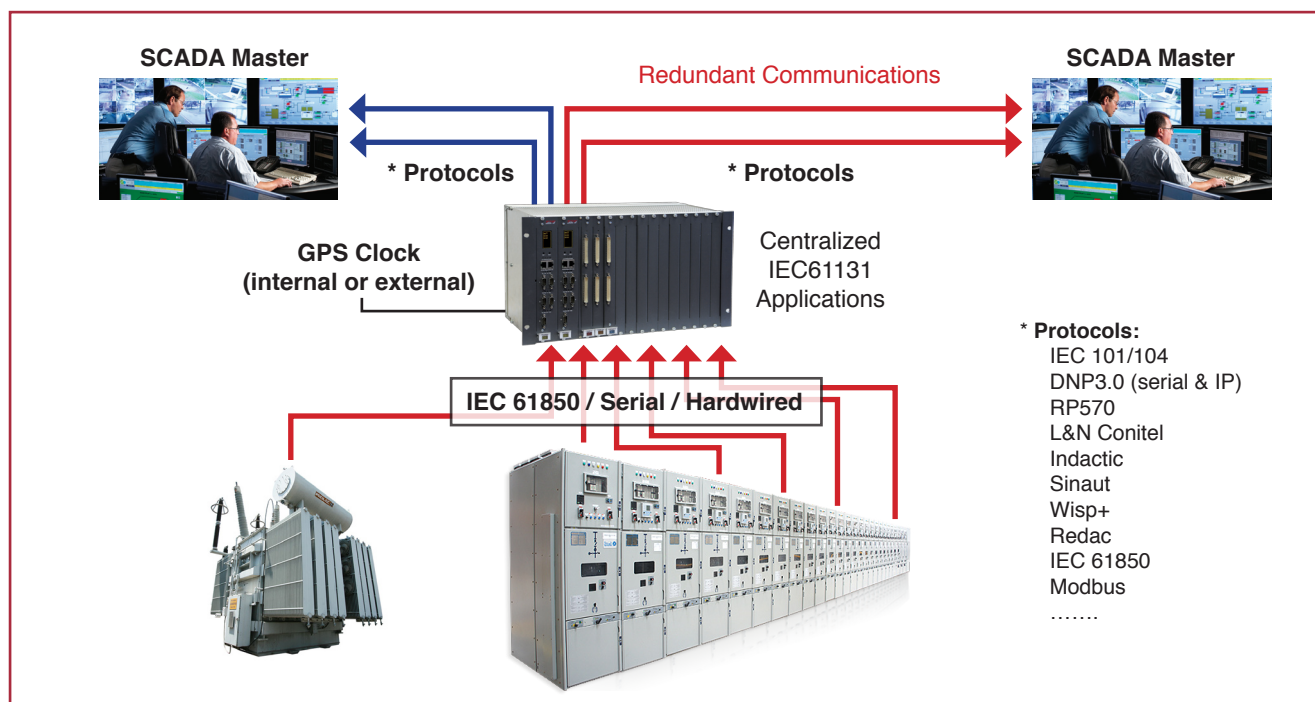 SCADA Master
SCADA Master
Redundant Communications
* Protocols
* Protocols
GPS Clock
(internal or external)
Centralized
IEC61131
Applications
* Protocols:
IEC 101/104
DNP3.0 (serial & IP)
RP570
L&N Conitel
Indactic
Sinaut
Wisp+
Redac
IEC 61850
Modbus
.......
IEC 61850 / Serial / Hardwired